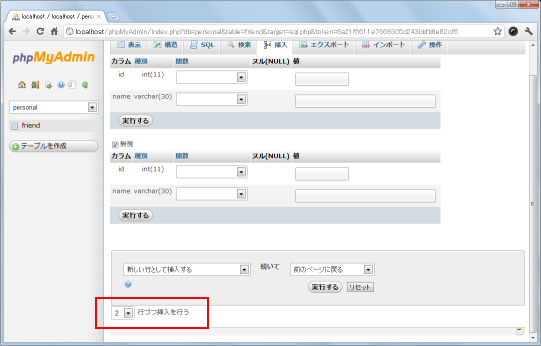 localhost / localhost / perso
localhost/phpMyAdmin/index.php?db=personal&table=friend&target=sql.php&token=
phpMyAdmin
表示 構造 SQL 検索 挿入 エクスポート インポート 操作
カラム 種別 関数 ヌル(NULL) 値
id int(11)
name varchar(30)
実行する
personal
friend
テーブルを作成
無視
カラム 種別 関数 ヌル(NULL) 値
id int(11)
name varchar(30)
実行する
新しい行として挿入する 続いて 前のページに戻る
実行する リセット
2 行づつ挿入を行う